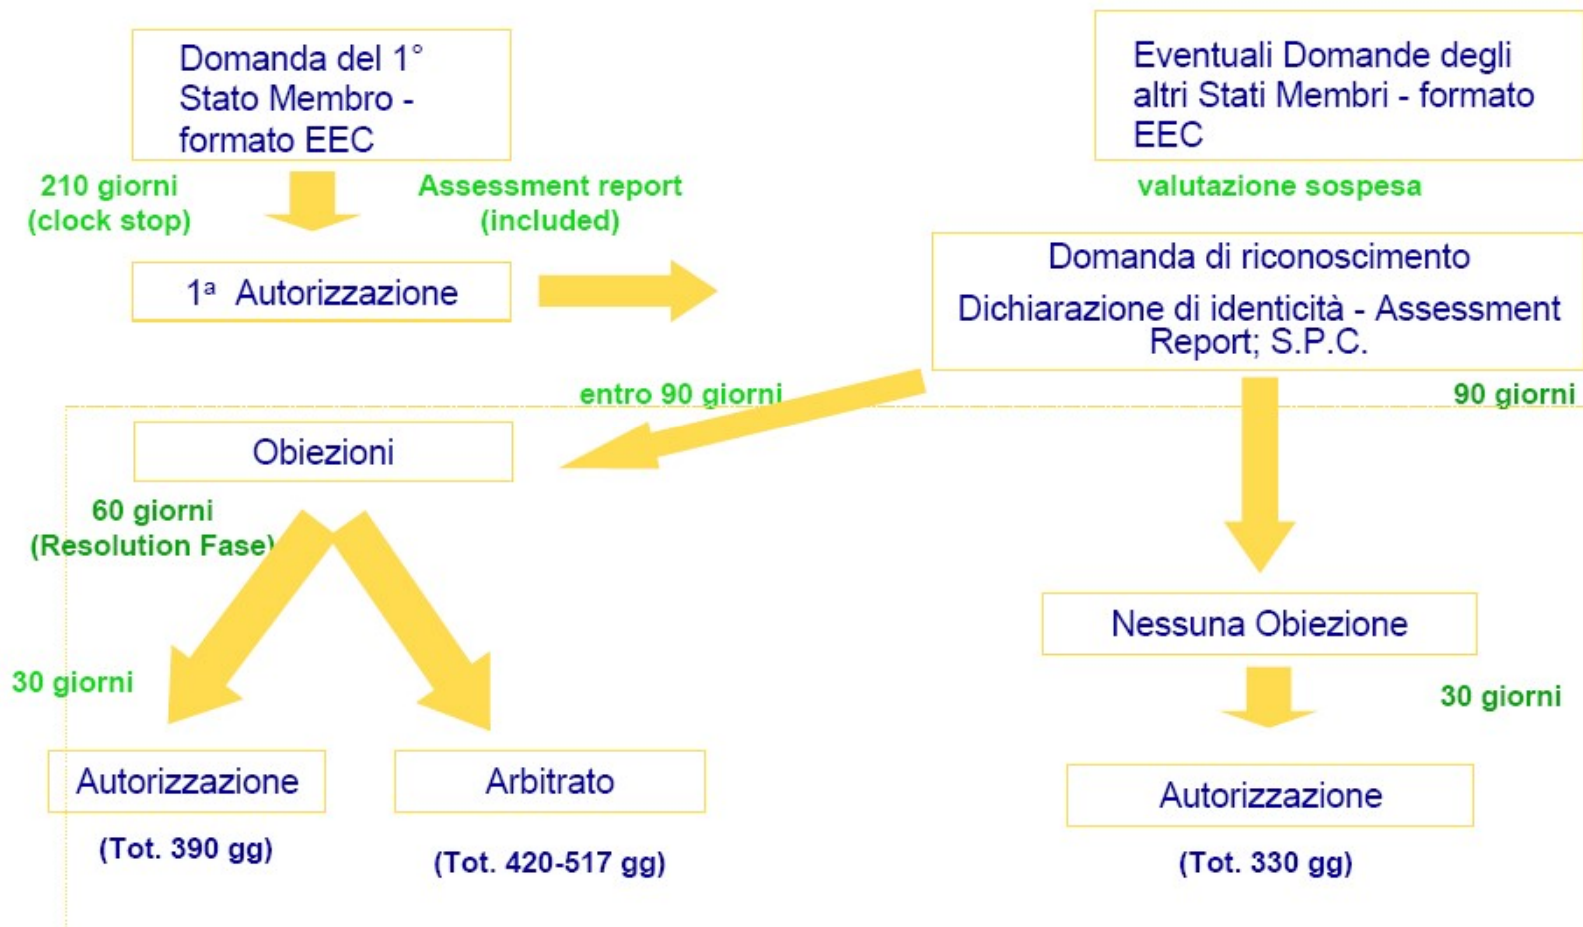 Domanda del 1°
Stato Membro -
formato EEC
Eventuali Domande degli
altri Stati Membri - formato
EEC
210 giorni
(clock stop)
Assessment report
(included)
valutazione sospesa
1ª Autorizzazione
Domanda di riconoscimento
Dichiarazione di identicità - Assessment
Report; S.P.C.
entro 90 giorni
90 giorni
Obiezioni
60 giorni
(Resolution Fase)
Nessuna Obiezione
30 giorni
30 giorni
Autorizzazione
Arbitrato
Autorizzazione
(Tot. 390 gg)
(Tot. 420-517 gg)
(Tot. 330 gg)